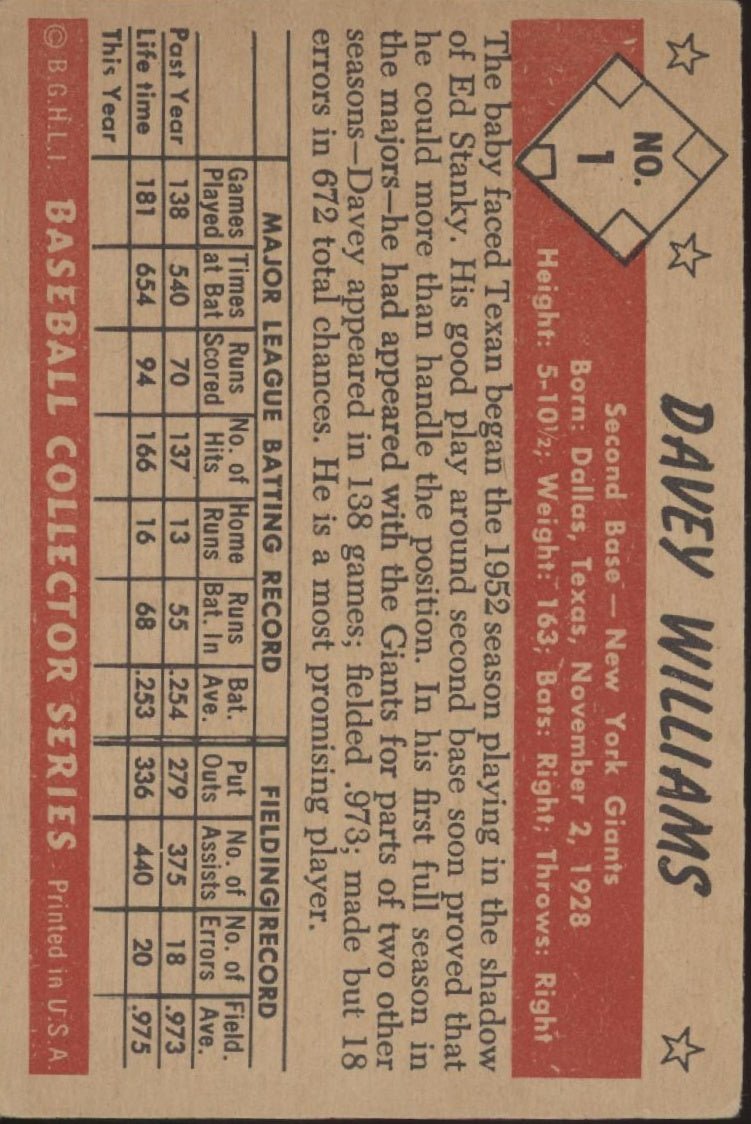 DAVEY WILLIAMS
NO.
1
Second Base — New York Giants
Born: Dallas, Texas, November 2, 1928
Height: 5-10½; Weight: 163; Bats: Right; Throws: Right
The baby faced Texan began the 1952 season playing in the shadow
of Ed Stanky. His good play around second base soon proved that
he could more than handle the position. In his first full season in
the majors—he had appeared with the Giants for parts of two other
seasons—Davey appeared in 138 games; fielded .973; made but 18
errors in 672 total chances. He is a most promising player.
MAJOR LEAGUE BATTING RECORD FIELDING RECORD
Games Times Runs No. of Home Runs Bat. Put No. of No. of Field.
Played at Bat Scored Hits Runs Bat. In Ave. Outs Assists Errors Ave.
Past Year 138 540 70 137 13 55 .254 279 375 18 .973
Life time 181 654 94 166 16 68 .253 336 440 20 .975
This Year
© B.G.H.L.I. BASEBALL COLLECTOR SERIES Printed in U.S.A.